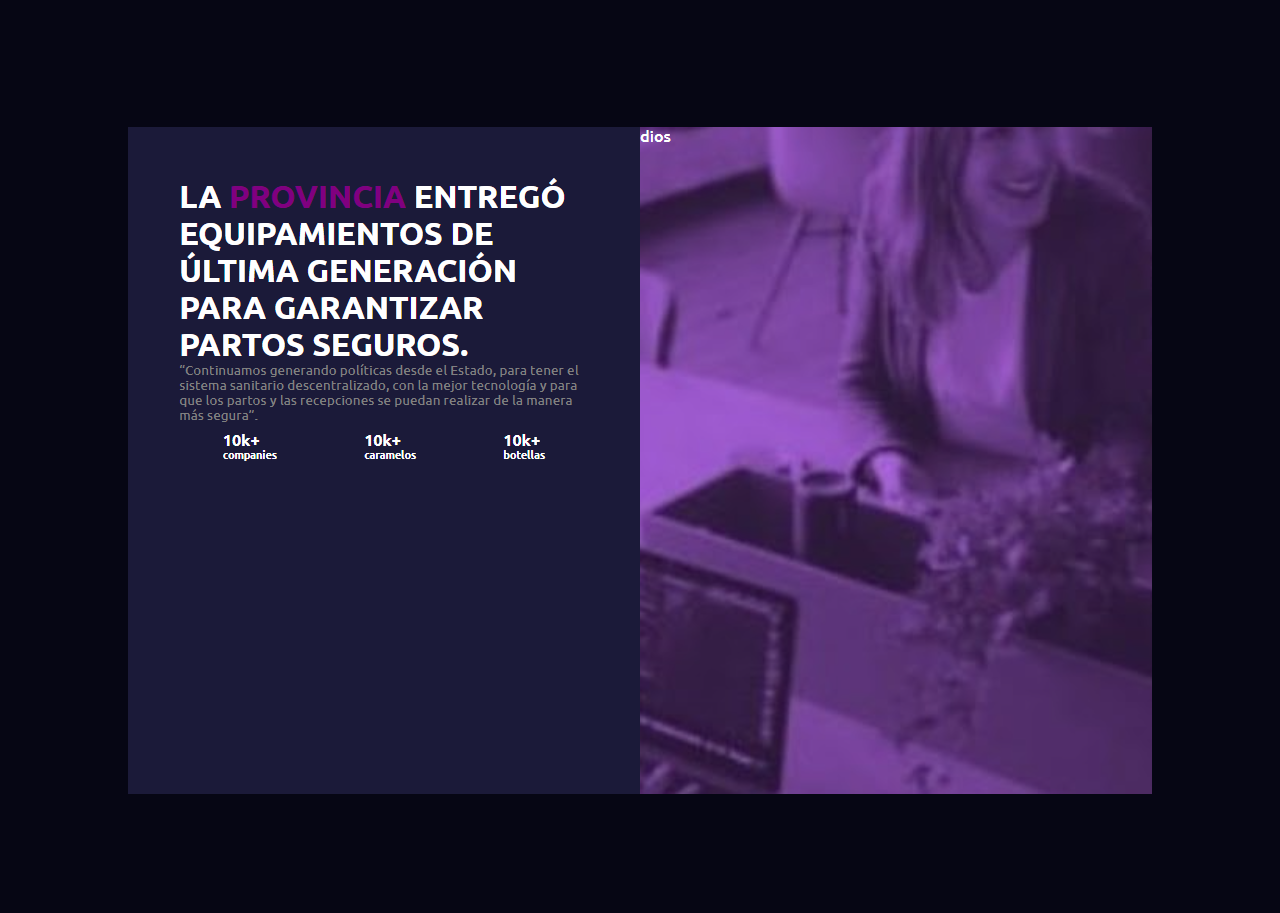 LA PROVINCIA ENTREGÓ
EQUIPAMIENTOS DE
ÚLTIMA GENERACIÓN
PARA GARANTIZAR
PARTOS SEGUROS.
“Continuamos generando políticas desde el Estado, para tener el
sistema sanitario descentralizado, con la mejor tecnología y para
que los partos y las recepciones se puedan realizar de la manera
más segura”.
10k+ 10k+ 10k+
companies caramelos botellas
dios